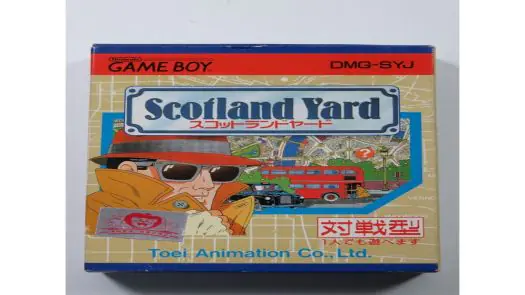 Nintendo
GAME BOY
DMG-SYJ
Scotland Yard
スコットランドヤード
?
対戦型
1人でも遊べます
Toei Animation Co., Ltd.